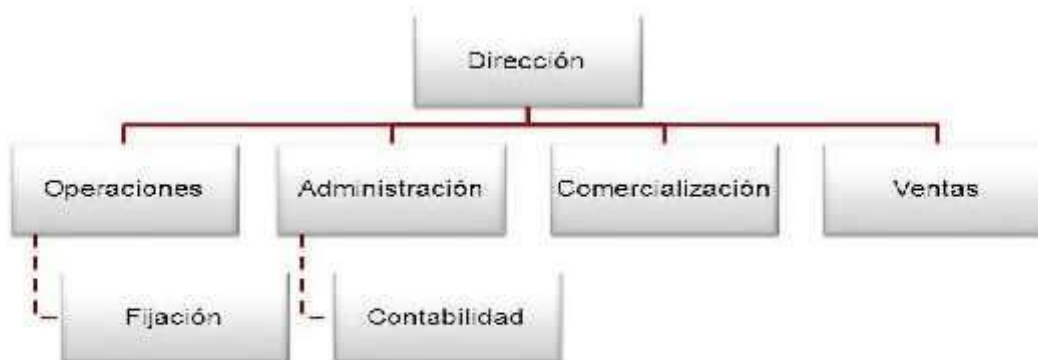 Dirección
Operaciones
Administración
Comercialización
Ventas
Fijación
Contabilidad